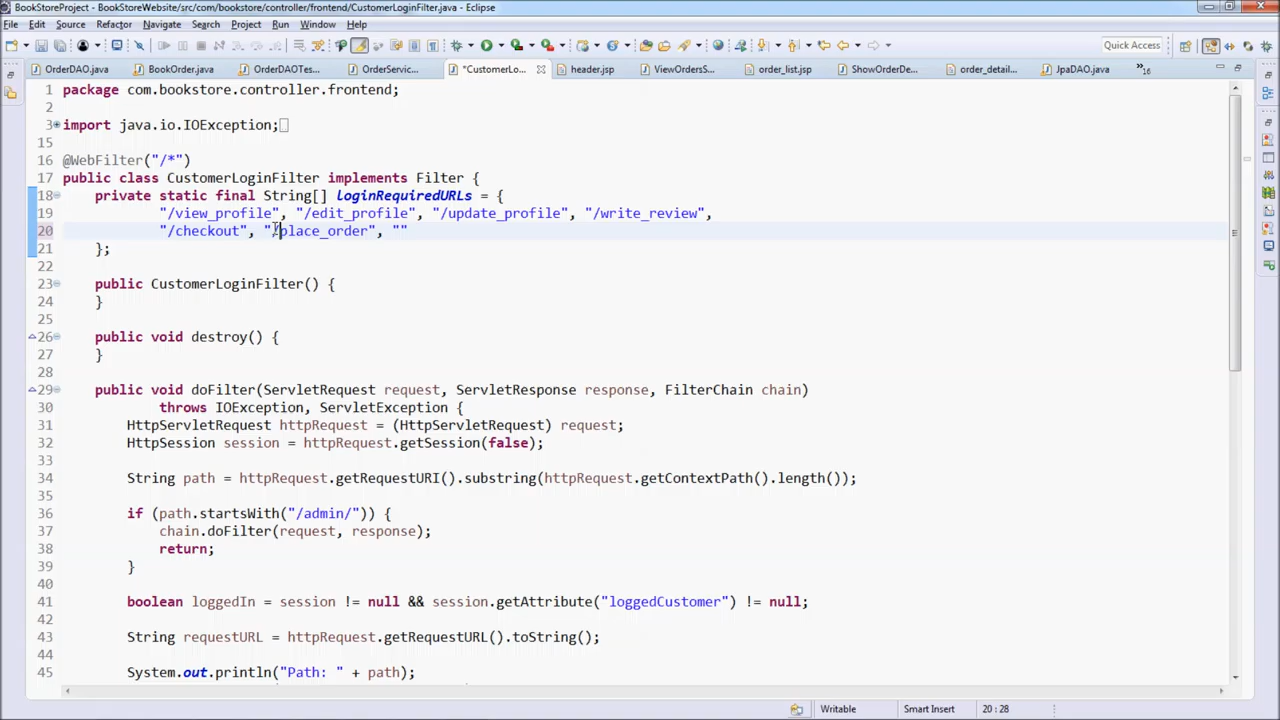 BookStoreProject - BookStoreWebsite/src/com/bookstore/controller/frontend/CustomerLoginFilter.java - Eclipse
File Edit Source Refactor Navigate Search Project Run Window Help
Quick Access
OrderDAO.java BookOrder.java OrderDAOTes... OrderServic... *CustomerLo... header.jsp ViewOrdersS... order_list.jsp ShowOrderDe... order_detail... JpaDAO.java »16
1 package com.bookstore.controller.frontend;
2
3 import java.io.IOException;
15
16 @WebFilter("/*")
17 public class CustomerLoginFilter implements Filter {
18 private static final String[] loginRequiredURLs = {
19 "/view_profile", "/edit_profile", "/update_profile", "/write_review",
20 "/checkout", "/place_order", ""
21 };
22
23 public CustomerLoginFilter() {
24 }
25
26 public void destroy() {
27 }
28
29 public void doFilter(ServletRequest request, ServletResponse response, FilterChain chain)
30 throws IOException, ServletException {
31 HttpServletRequest httpRequest = (HttpServletRequest) request;
32 HttpSession session = httpRequest.getSession(false);
33
34 String path = httpRequest.getRequestURI().substring(httpRequest.getContextPath().length());
35
36 if (path.startsWith("/admin/")) {
37 chain.doFilter(request, response);
38 return;
39 }
40
41 boolean loggedIn = session != null && session.getAttribute("loggedCustomer") != null;
42
43 String requestURL = httpRequest.getRequestURL().toString();
44
45 System.out.println("Path: " + path);
Writable Smart Insert 20 : 28